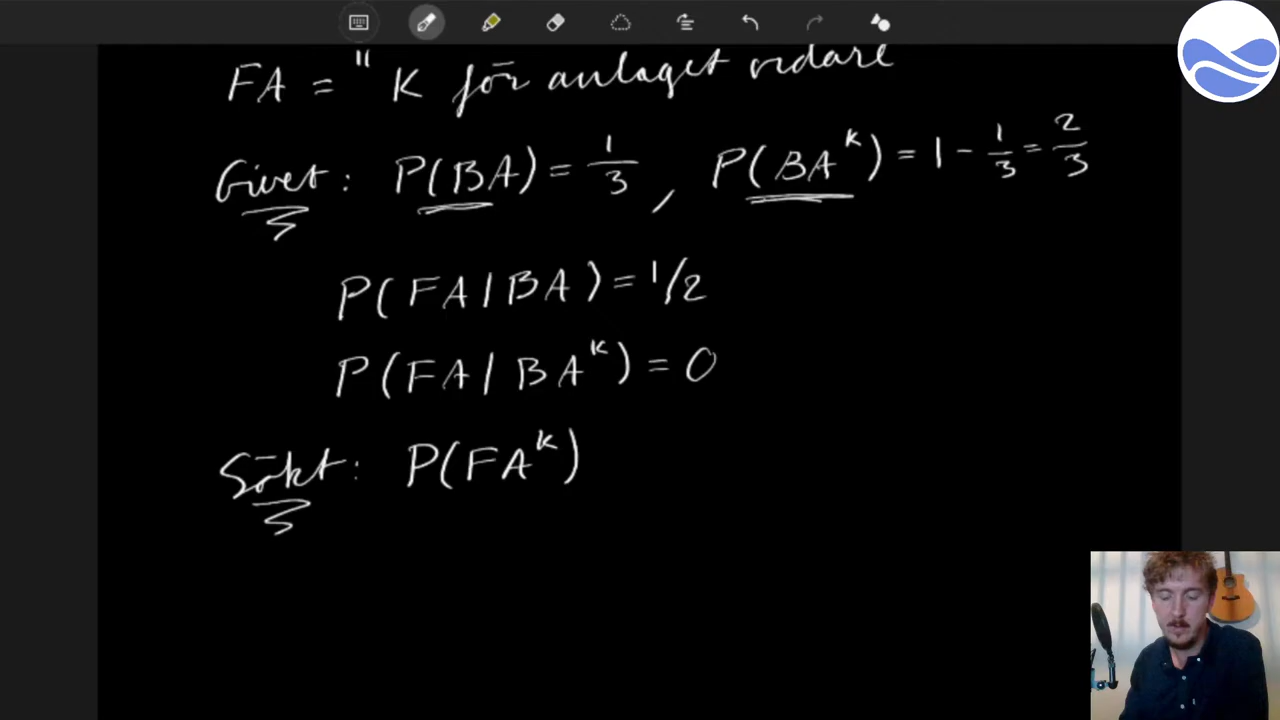 FA = " K för anlaget vidare
Givet: P(BA) = 1/3 , P(BA^k) = 1 - 1/3 = 2/3
P(FA|BA) = 1/2
P(FA|BA^k) = 0
Sökt: P(FA^k)